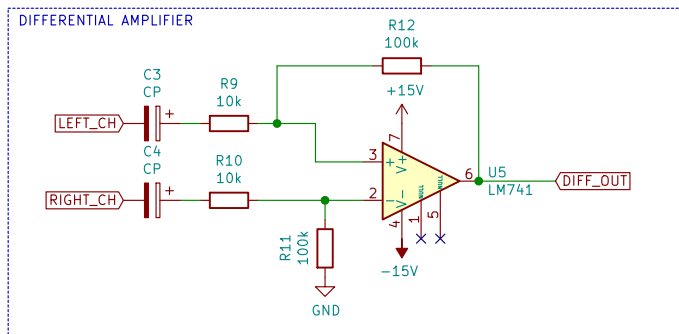 DIFFERENTIAL AMPLIFIER
R12
100k
C3
CP
R9
10k
+15V
LEFT_CH
+
7
C4
CP
R10
10k
3
+
V+
6
U5
LM741
DIFF_OUT
RIGHT_CH
+
2
-
V-
NULL
NULL
4
1
5
R11
100k
-15V
GND